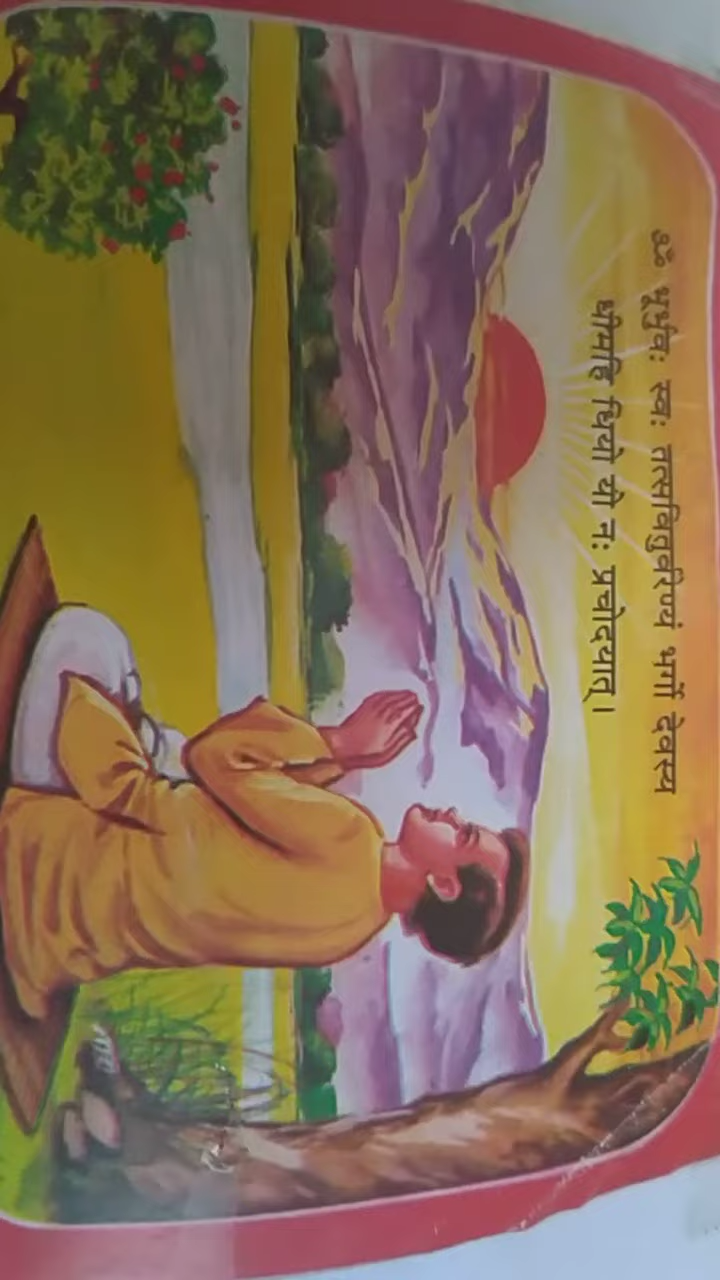 ॐ भूर्भुवः स्वः तत्सवितुर्वरेण्यं भर्गो देवस्य
धीमहि धियो यो नः प्रचोदयात्।